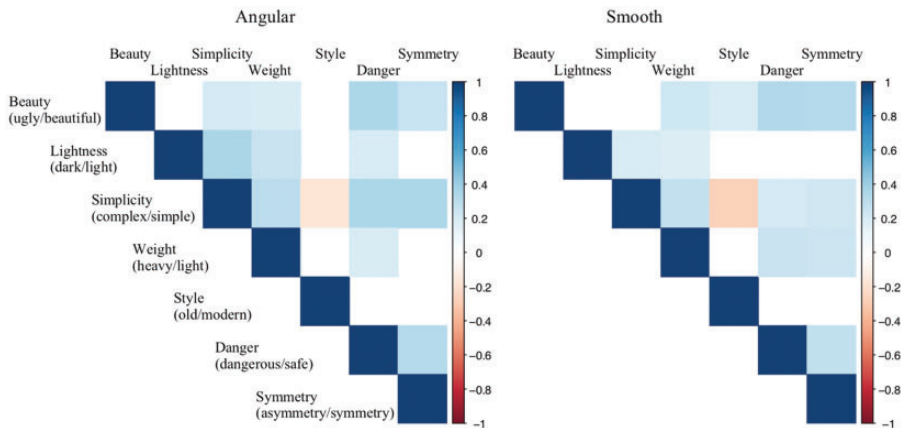 Angular
Smooth
Beauty Simplicity Style Symmetry
Lightness Weight Danger
Beauty Simplicity Style Symmetry
Lightness Weight Danger
Beauty
(ugly/beautiful)
Lightness
(dark/light)
Simplicity
(complex/simple)
Weight
(heavy/light)
Style
(old/modern)
Danger
(dangerous/safe)
Symmetry
(asymmetry/symmetry)
1
0.8
0.6
0.4
0.2
0
−0.2
−0.4
−0.6
−0.8
−1
1
0.8
0.6
0.4
0.2
0
−0.2
−0.4
−0.6
−0.8
−1